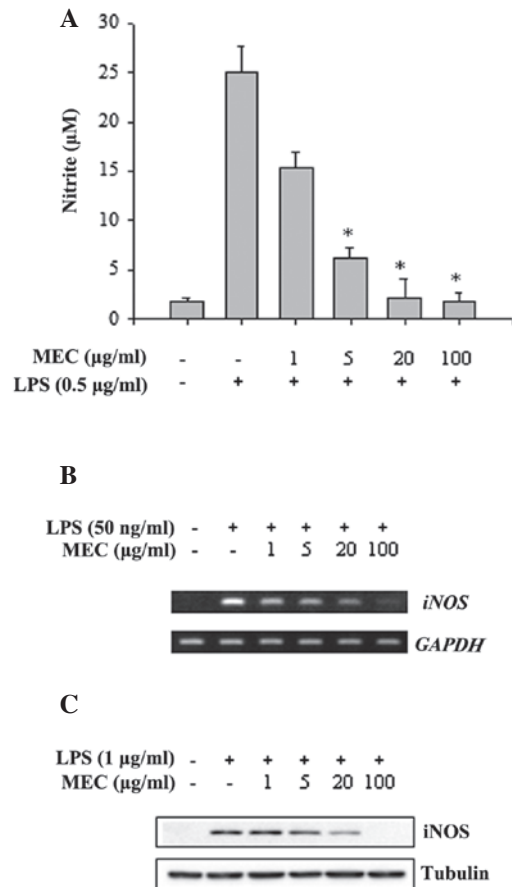 A
Nitrite (µM)
30
25
20
15
10
5
0
* * *
MEC (µg/ml) - - 1 5 20 100
LPS (0.5 µg/ml) - + + + + +
B
LPS (50 ng/ml) - + + + + +
MEC (µg/ml) - - 1 5 20 100
iNOS
GAPDH
C
LPS (1 µg/ml) - + + + + +
MEC (µg/ml) - - 1 5 20 100
iNOS
Tubulin